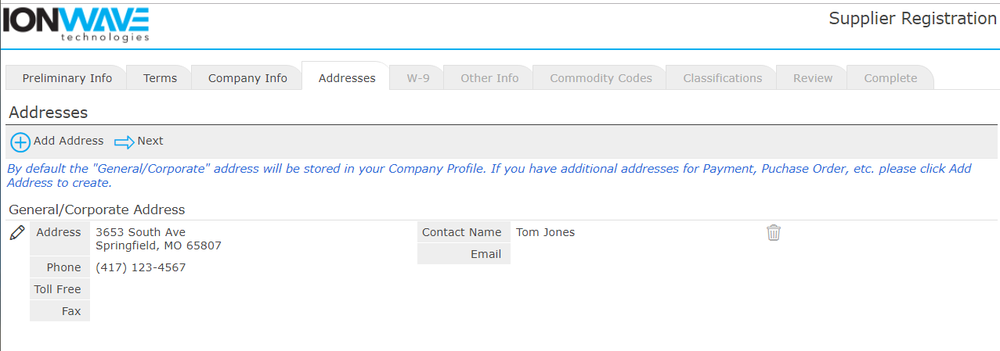 IONWAVE
technologies
Supplier Registration
Preliminary Info Terms Company Info Addresses W-9 Other Info Commodity Codes Classifications Review Complete
Addresses
Add Address Next
By default the "General/Corporate" address will be stored in your Company Profile. If you have additional addresses for Payment, Puchase Order, etc. please click Add
Address to create.
General/Corporate Address
Address 3653 South Ave Contact Name Tom Jones
Springfield, MO 65807
Email
Phone (417) 123-4567
Toll Free
Fax